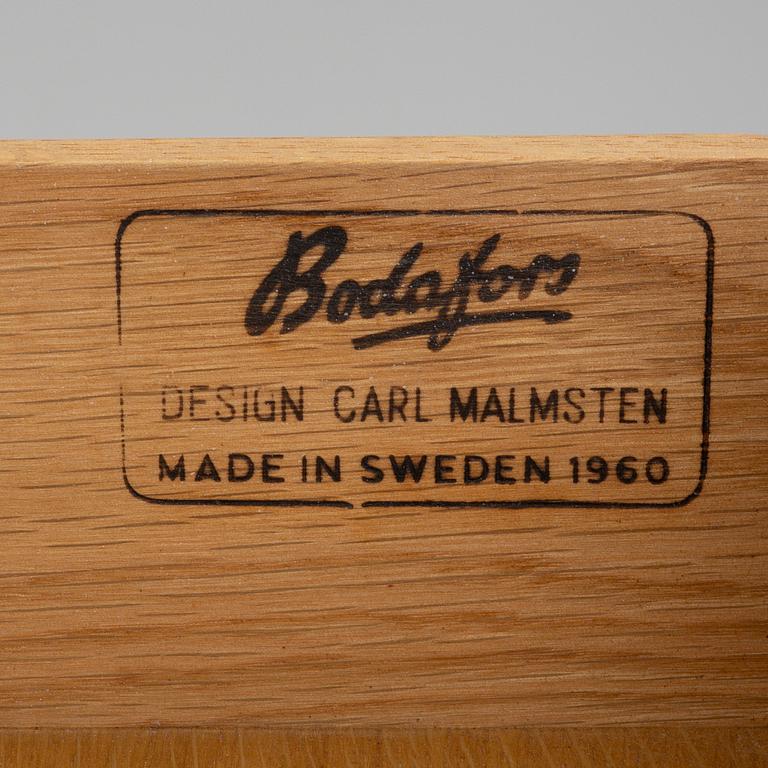 Bodafors
DESIGN CARL MALMSTEN
MADE IN SWEDEN 1960